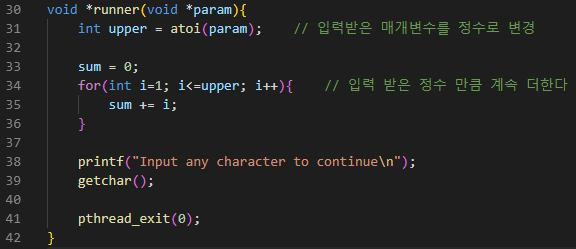 30 void *runner(void *param){
31     int upper = atoi(param);    // 입력받은 매개변수를 정수로 변경
32
33     sum = 0;
34     for(int i=1; i<=upper; i++){    // 입력 받은 정수 만큼 계속 더한다
35         sum += i;
36     }
37
38     printf("Input any character to continue\n");
39     getchar();
40
41     pthread_exit(0);
42 }